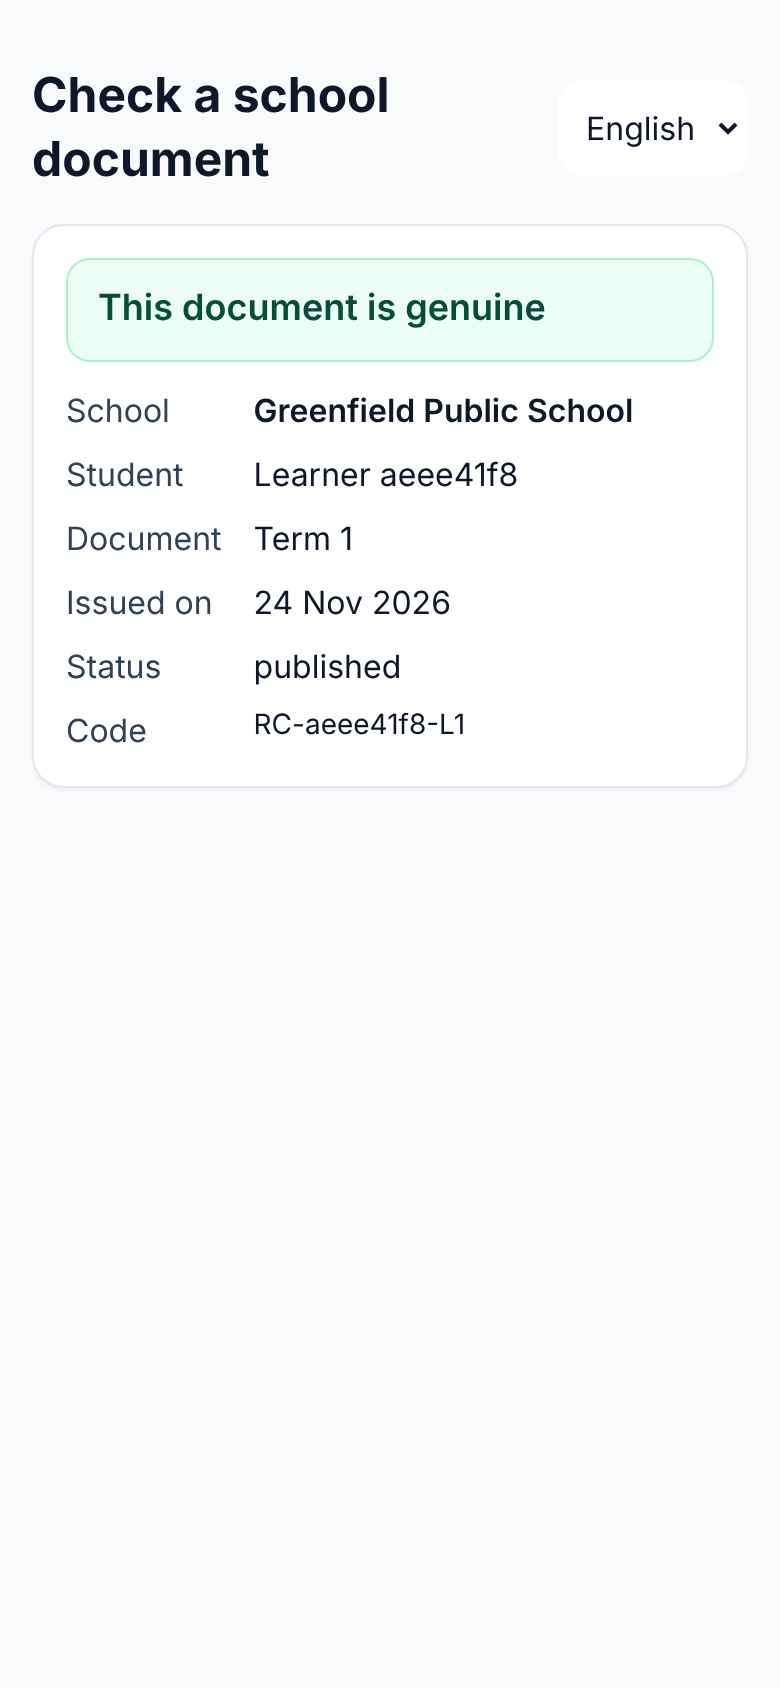 Check a school
document
English
This document is genuine
School Greenfield Public School
Student Learner aeee41f8
Document Term 1
Issued on 24 Nov 2026
Status published
Code RC-aeee41f8-L1